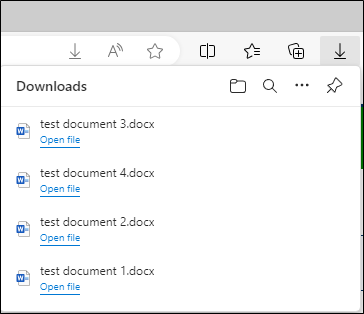 Downloads
test document 3.docx
Open file
test document 4.docx
Open file
test document 2.docx
Open file
test document 1.docx
Open file